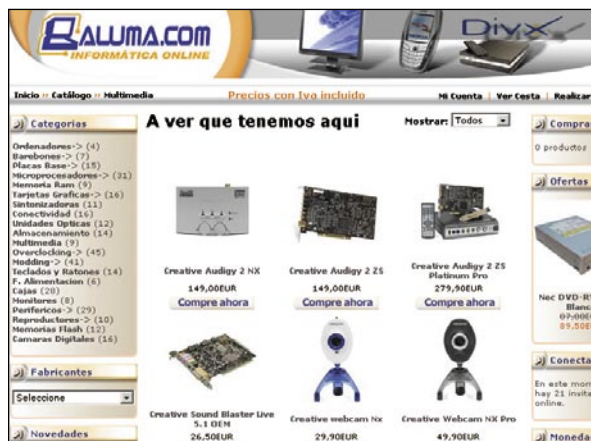 BALUMA.COM
INFORMÁTICA ONLINE
DivX
Inicio » Catálogo » Multimedia
Precios con Iva incluido
Mi Cuenta | Ver Cesta | Realizar
Categorias
Ordenadores-> (4)
Barebones-> (7)
Placas Base-> (15)
Microprocesadores-> (31)
Memoria Ram (9)
Tarjetas Graficas-> (16)
Sintonizadoras (11)
Conectividad (16)
Unidades Opticas (12)
Almacenamiento (14)
Multimedia (9)
Overclocking-> (45)
Modding-> (41)
Teclados y Ratones (14)
F. Alimentacion (6)
Cajas (20)
Monitores (8)
Perifericos-> (29)
Reproductores-> (10)
Memorias Flash (12)
Camaras Digitales (16)
Fabricantes
Seleccione
Novedades
A ver que tenemos aqui
Mostrar: Todos
Creative Audigy 2 NX
149,00EUR
Compre ahora
Creative Audigy 2 ZS
149,00EUR
Compre ahora
Creative Audigy 2 ZS
Platinum Pro
279,90EUR
Compre ahora
Creative Sound Blaster Live
5.1 OEM
26,50EUR
Creative webcam Nx
29,90EUR
Creative Webcam NX Pro
49,90EUR
Compra
0 productos
Ofertas
Nec DVD-R
Blanc
89.50E
Conecta
En este mom
hay 21 invita
online.
Moneda